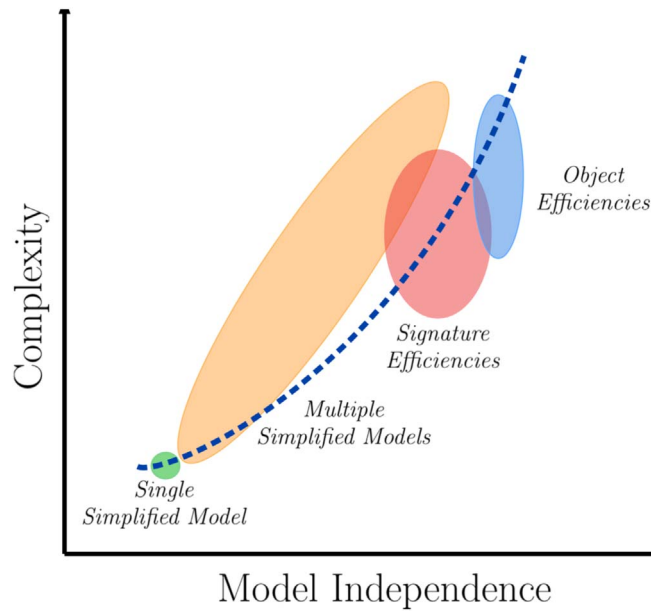 Complexity
Object
Efficiencies
Signature
Efficiencies
Multiple
Simplified Models
Single
Simplified Model
Model Independence